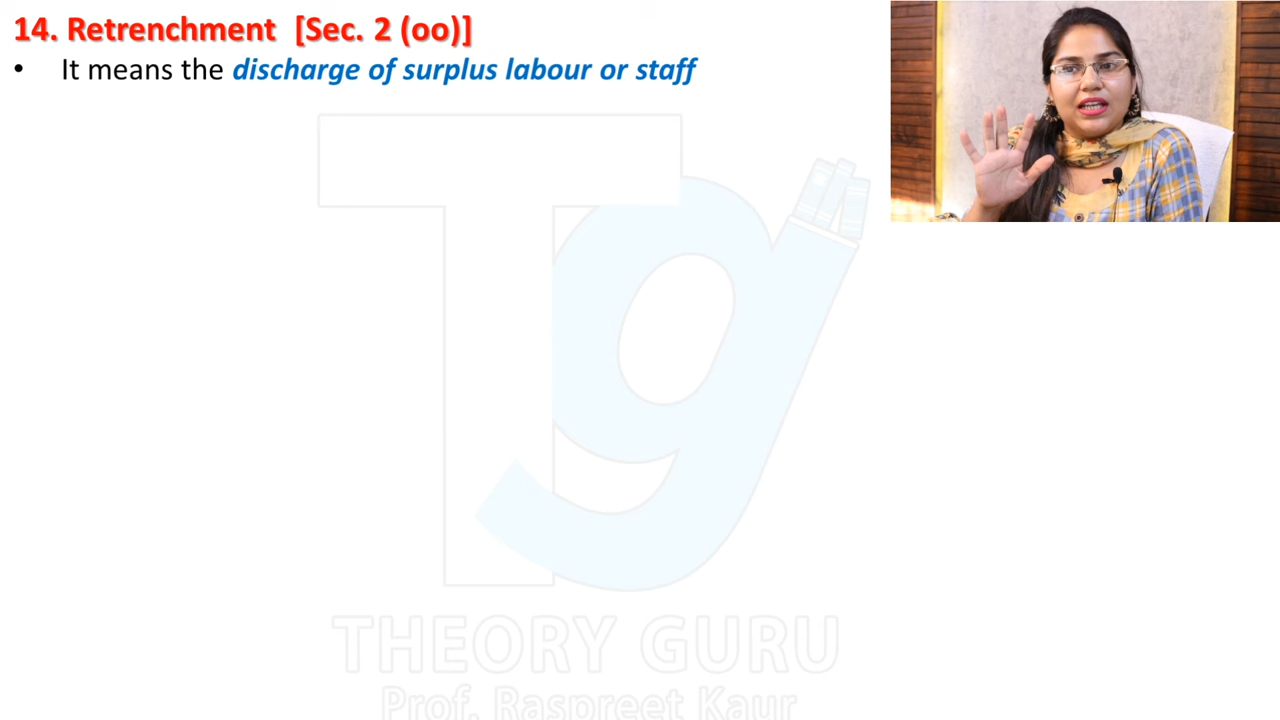 14. Retrenchment [Sec. 2 (oo)]
• It means the discharge of surplus labour or staff
Tg
THEORY GURU
Prof. Raspreet Kaur